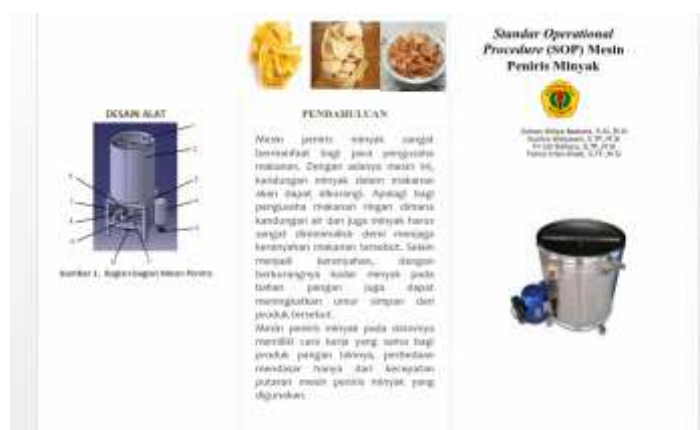 DESAIN ALAT
Gambar 1. Bagian-bagian Mesin Peniris
PENDAHULUAN
Mesin peniris minyak sangat
bermanfaat bagi para pengusaha
makanan. Dengan adanya mesin ini,
kandungan minyak dalam makanan
akan dapat dikurangi. Apalagi bagi
pengusaha makanan ringan dimana
kandungan air dan juga minyak harus
sangat diminimalisir demi menjaga
kerenyahan makanan tersebut. Selain
menjadi kerenyahan, dengan
berkurangnya kadar minyak pada
bahan pangan juga dapat
meningkatkan umur simpan dari
produk tersebut.
Mesin peniris minyak pada dasarnya
memiliki cara kerja yang sama bagi
produk pangan lainnya, perbedaan
mendasar hanya dari kecepatan
putaran mesin peniris minyak yang
digunakan.
Standar Operational
Procedure (SOP) Mesin
Peniris Minyak